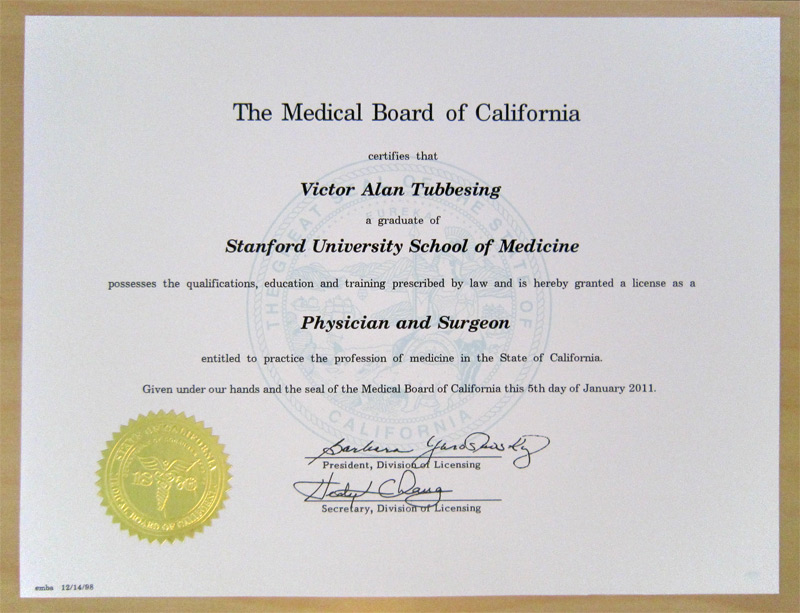 The Medical Board of California
certifies that
Victor Alan Tubbesing
a graduate of
Stanford University School of Medicine
possesses the qualifications, education and training prescribed by law and is hereby granted a license as a
Physician and Surgeon
entitled to practice the profession of medicine in the State of California.
Given under our hands and the seal of the Medical Board of California this 5th day of January 2011.
THE GREAT SEAL OF THE STATE OF CALIFORNIA
Barbara Yaroslavsky
President, Division of Licensing
Hedy Chang
Secretary, Division of Licensing
STATE OF CALIFORNIA
MEDICAL BOARD OF CALIFORNIA
emba 12/14/98